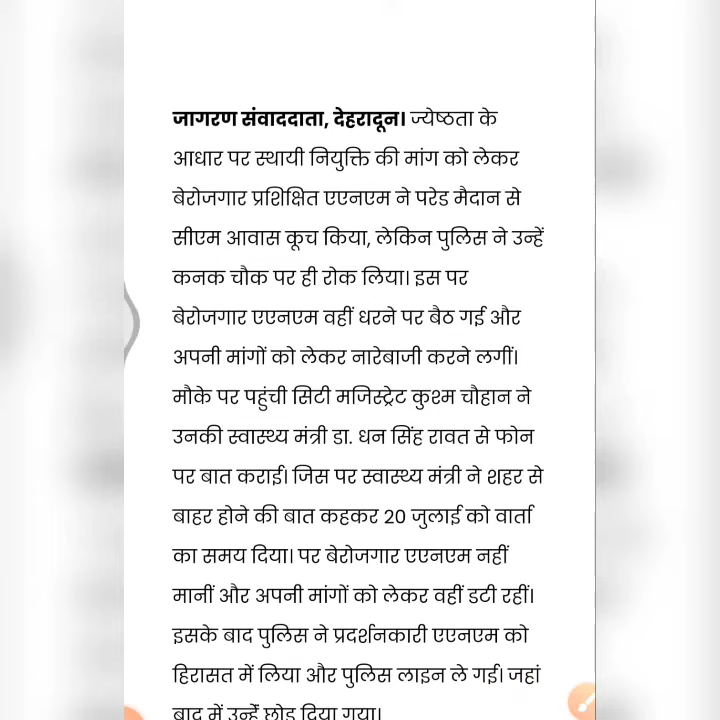 जागरण संवाददाता, देहरादून। ज्येष्ठता के
आधार पर स्थायी नियुक्ति की मांग को लेकर
बेरोजगार प्रशिक्षित एएनएम ने परेड मैदान से
सीएम आवास कूच किया, लेकिन पुलिस ने उन्हें
कनक चौक पर ही रोक लिया। इस पर
बेरोजगार एएनएम वहीं धरने पर बैठ गई और
अपनी मांगों को लेकर नारेबाजी करने लगीं।
मौके पर पहुंची सिटी मजिस्ट्रेट कुश्म चौहान ने
उनकी स्वास्थ्य मंत्री डा. धन सिंह रावत से फोन
पर बात कराई। जिस पर स्वास्थ्य मंत्री ने शहर से
बाहर होने की बात कहकर 20 जुलाई को वार्ता
का समय दिया। पर बेरोजगार एएनएम नहीं
मानीं और अपनी मांगों को लेकर वहीं डटी रहीं।
इसके बाद पुलिस ने प्रदर्शनकारी एएनएम को
हिरासत में लिया और पुलिस लाइन ले गई। जहां
बाद में उन्हें छोड़ दिया गया।